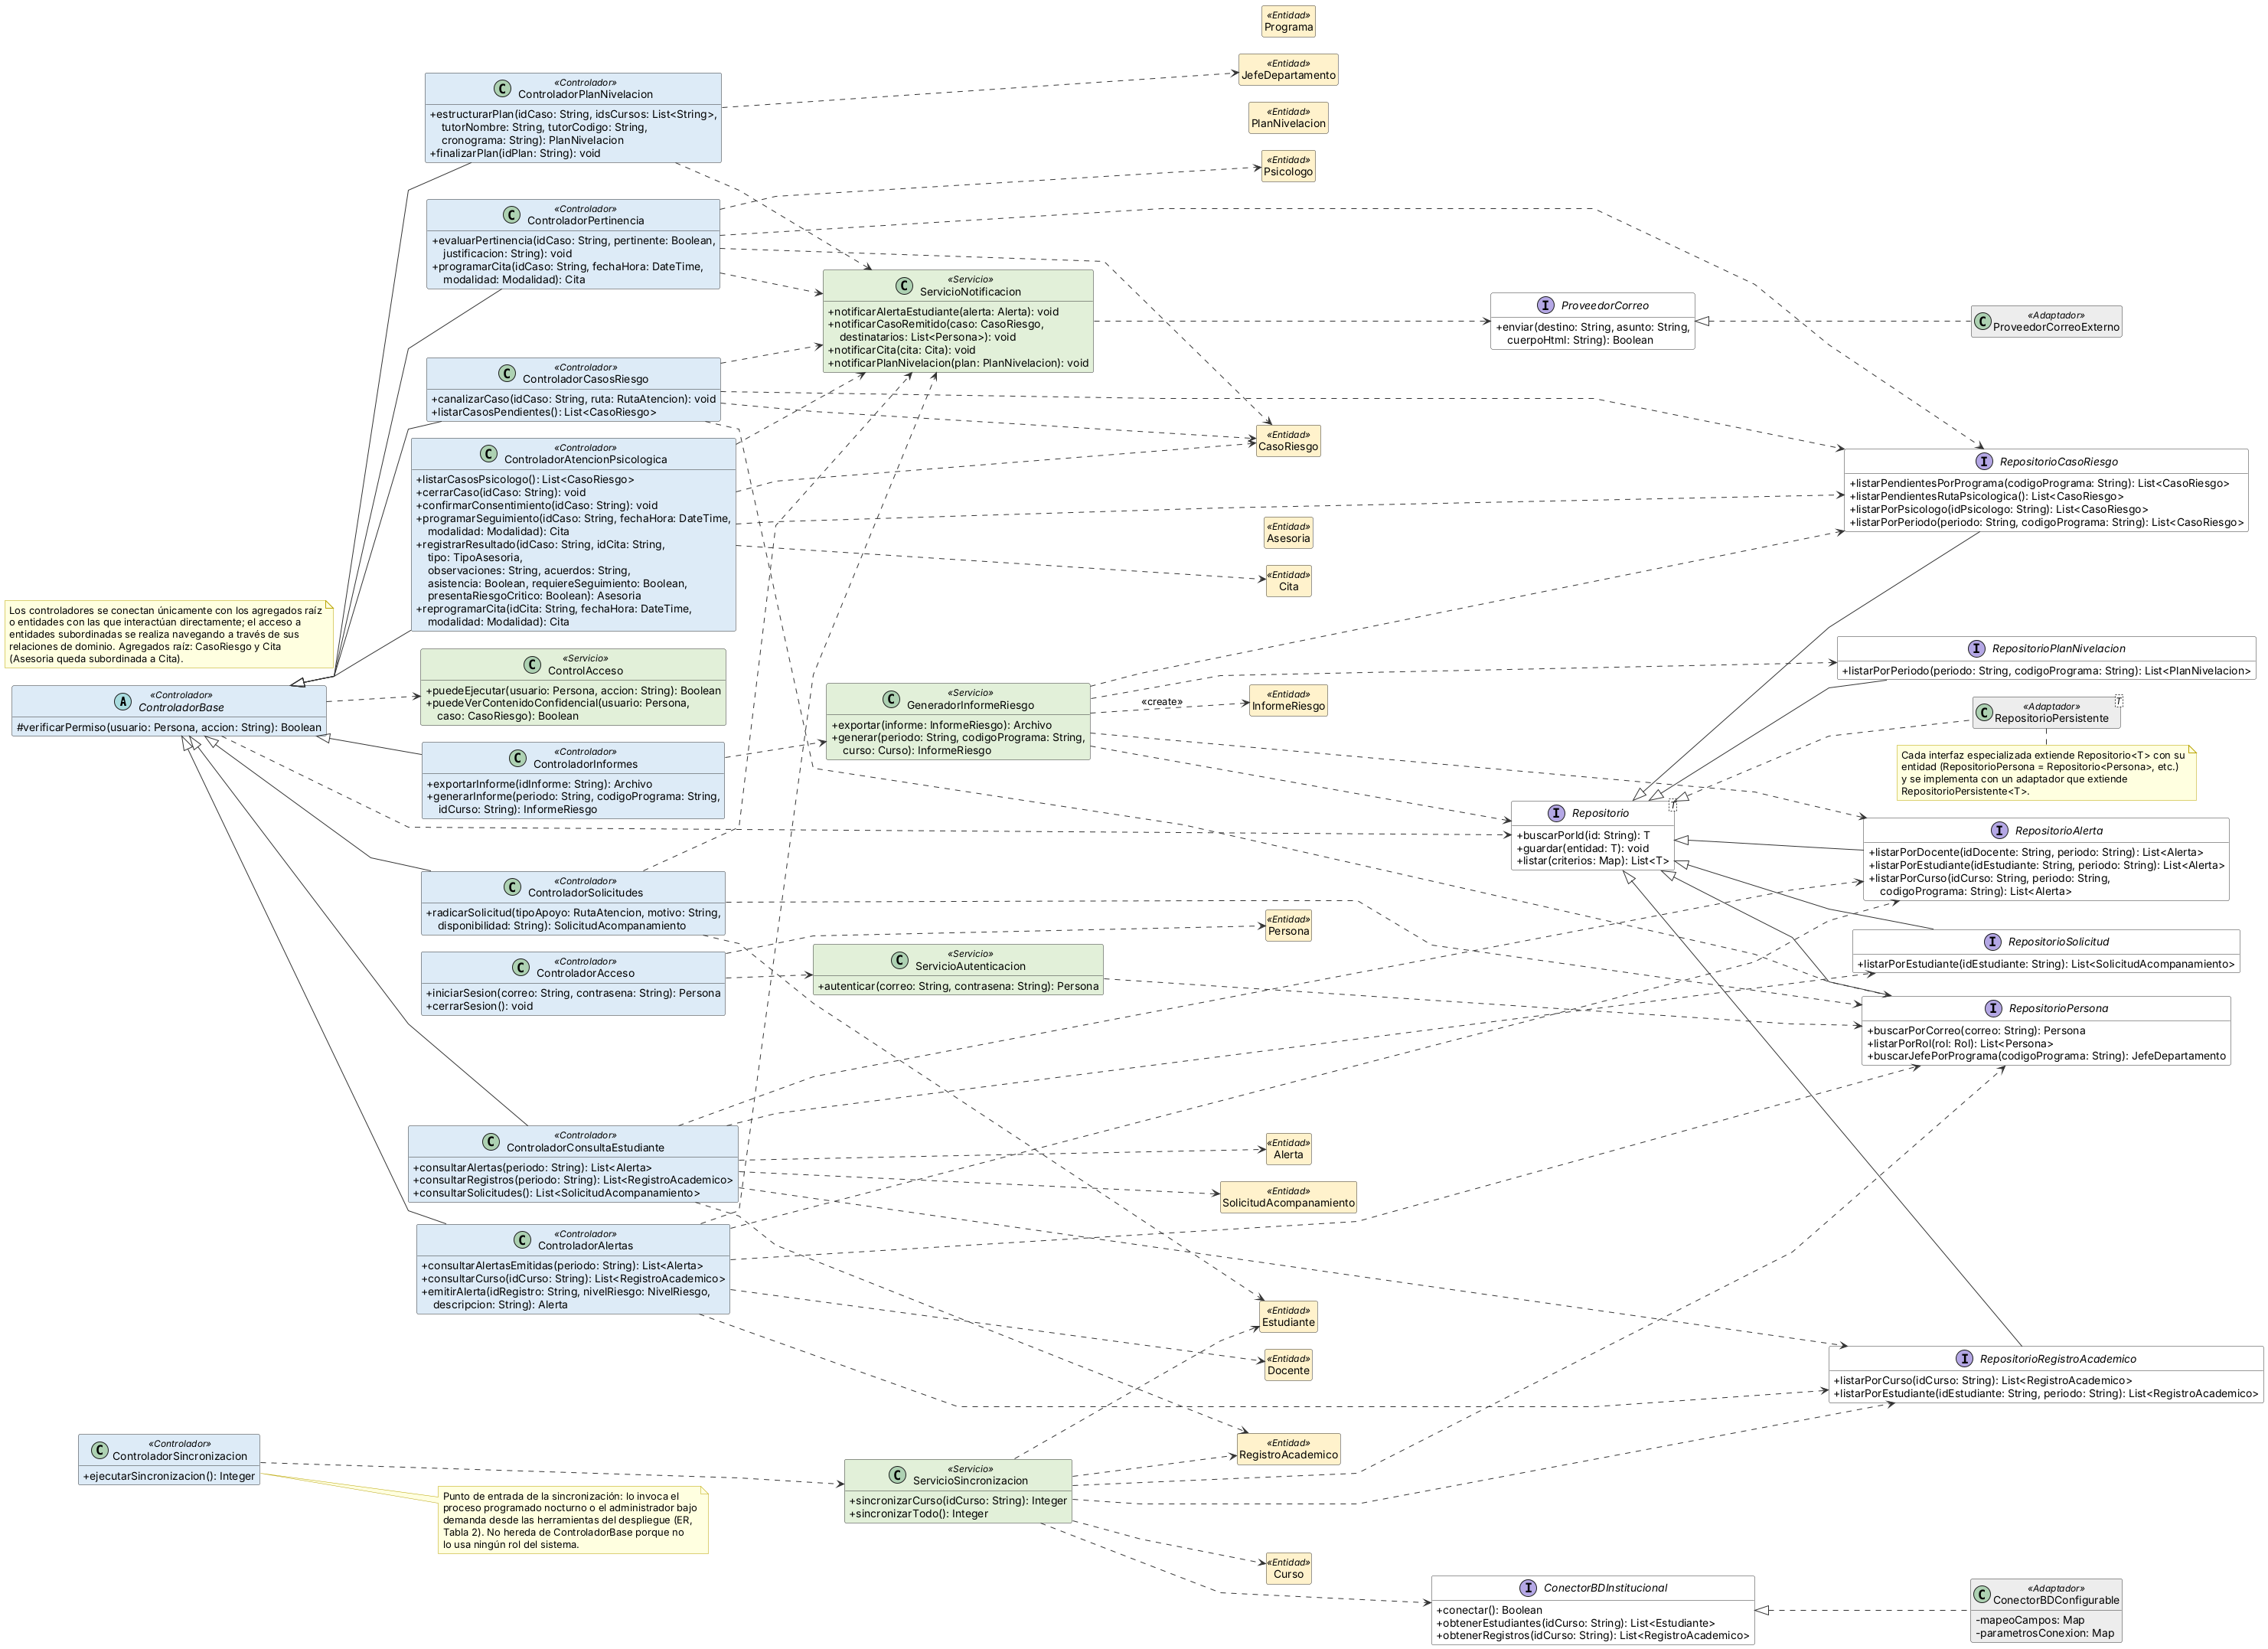 «Entidad»
Programa
«Entidad»
JefeDepartamento
«Controlador»
C ControladorPlanNivelacion
+estructurarPlan(idCaso: String, idsCursos: List<String>,
tutorNombre: String, tutorCodigo: String,
cronograma: String): PlanNivelacion
+finalizarPlan(idPlan: String): void
«Entidad»
PlanNivelacion
«Entidad»
Psicologo
«Controlador»
C ControladorPertinencia
+evaluarPertinencia(idCaso: String, pertinente: Boolean,
justificacion: String): void
+programarCita(idCaso: String, fechaHora: DateTime,
modalidad: Modalidad): Cita
«Servicio»
C ServicioNotificacion
+notificarAlertaEstudiante(alerta: Alerta): void
+notificarCasoRemitido(caso: CasoRiesgo,
destinatarios: List<Persona>): void
+notificarCita(cita: Cita): void
+notificarPlanNivelacion(plan: PlanNivelacion): void
I ProveedorCorreo
+enviar(destino: String, asunto: String,
cuerpoHtml: String): Boolean
«Adaptador»
C ProveedorCorreoExterno
«Controlador»
C ControladorCasosRiesgo
+canalizarCaso(idCaso: String, ruta: RutaAtencion): void
+listarCasosPendientes(): List<CasoRiesgo>
«Entidad»
CasoRiesgo
«Controlador»
C ControladorAtencionPsicologica
+listarCasosPsicologo(): List<CasoRiesgo>
+cerrarCaso(idCaso: String): void
+confirmarConsentimiento(idCaso: String): void
+programarSeguimiento(idCaso: String, fechaHora: DateTime,
modalidad: Modalidad): Cita
+registrarResultado(idCaso: String, idCita: String,
tipo: TipoAsesoria,
observaciones: String, acuerdos: String,
asistencia: Boolean, requiereSeguimiento: Boolean,
presentaRiesgoCritico: Boolean): Asesoria
+reprogramarCita(idCita: String, fechaHora: DateTime,
modalidad: Modalidad): Cita
I RepositorioCasoRiesgo
+listarPendientesPorPrograma(codigoPrograma: String): List<CasoRiesgo>
+listarPendientesRutaPsicologica(): List<CasoRiesgo>
+listarPorPsicologo(idPsicologo: String): List<CasoRiesgo>
+listarPorPeriodo(periodo: String, codigoPrograma: String): List<CasoRiesgo>
«Entidad»
Asesoria
«Entidad»
Cita
Los controladores se conectan únicamente con los agregados raíz
o entidades con las que interactúan directamente; el acceso a
entidades subordinadas se realiza navegando a través de sus
relaciones de dominio. Agregados raíz: CasoRiesgo y Cita
(Asesoria queda subordinada a Cita).
«Controlador»
A ControladorBase
#verificarPermiso(usuario: Persona, accion: String): Boolean
«Servicio»
C ControlAcceso
+puedeEjecutar(usuario: Persona, accion: String): Boolean
+puedeVerContenidoConfidencial(usuario: Persona,
caso: CasoRiesgo): Boolean
I RepositorioPlanNivelacion
+listarPorPeriodo(periodo: String, codigoPrograma: String): List<PlanNivelacion>
«Servicio»
C GeneradorInformeRiesgo
+exportar(informe: InformeRiesgo): Archivo
+generar(periodo: String, codigoPrograma: String,
curso: Curso): InformeRiesgo
«create»
«Entidad»
InformeRiesgo
«Adaptador»
C RepositorioPersistente
T
Cada interfaz especializada extiende Repositorio<T> con su
entidad (RepositorioPersona = Repositorio<Persona>, etc.)
y se implementa con un adaptador que extiende
RepositorioPersistente<T>.
«Controlador»
C ControladorInformes
+exportarInforme(idInforme: String): Archivo
+generarInforme(periodo: String, codigoPrograma: String,
idCurso: String): InformeRiesgo
I Repositorio
T
+buscarPorId(id: String): T
+guardar(entidad: T): void
+listar(criterios: Map): List<T>
I RepositorioAlerta
+listarPorDocente(idDocente: String, periodo: String): List<Alerta>
+listarPorEstudiante(idEstudiante: String, periodo: String): List<Alerta>
+listarPorCurso(idCurso: String, periodo: String,
codigoPrograma: String): List<Alerta>
«Controlador»
C ControladorSolicitudes
+radicarSolicitud(tipoApoyo: RutaAtencion, motivo: String,
disponibilidad: String): SolicitudAcompanamiento
«Entidad»
Persona
I RepositorioSolicitud
+listarPorEstudiante(idEstudiante: String): List<SolicitudAcompanamiento>
«Controlador»
C ControladorAcceso
+iniciarSesion(correo: String, contrasena: String): Persona
+cerrarSesion(): void
«Servicio»
C ServicioAutenticacion
+autenticar(correo: String, contrasena: String): Persona
I RepositorioPersona
+buscarPorCorreo(correo: String): Persona
+listarPorRol(rol: Rol): List<Persona>
+buscarJefePorPrograma(codigoPrograma: String): JefeDepartamento
«Controlador»
C ControladorConsultaEstudiante
+consultarAlertas(periodo: String): List<Alerta>
+consultarRegistros(periodo: String): List<RegistroAcademico>
+consultarSolicitudes(): List<SolicitudAcompanamiento>
«Entidad»
Alerta
«Entidad»
SolicitudAcompanamiento
«Controlador»
C ControladorAlertas
+consultarAlertasEmitidas(periodo: String): List<Alerta>
+consultarCurso(idCurso: String): List<RegistroAcademico>
+emitirAlerta(idRegistro: String, nivelRiesgo: NivelRiesgo,
descripcion: String): Alerta
«Entidad»
Estudiante
«Entidad»
Docente
I RepositorioRegistroAcademico
+listarPorCurso(idCurso: String): List<RegistroAcademico>
+listarPorEstudiante(idEstudiante: String, periodo: String): List<RegistroAcademico>
«Controlador»
C ControladorSincronizacion
+ejecutarSincronizacion(): Integer
«Entidad»
RegistroAcademico
«Servicio»
C ServicioSincronizacion
+sincronizarCurso(idCurso: String): Integer
+sincronizarTodo(): Integer
Punto de entrada de la sincronización: lo invoca el
proceso programado nocturno o el administrador bajo
demanda desde las herramientas del despliegue (ER,
Tabla 2). No hereda de ControladorBase porque no
lo usa ningún rol del sistema.
«Entidad»
Curso
I ConectorBDInstitucional
+conectar(): Boolean
+obtenerEstudiantes(idCurso: String): List<Estudiante>
+obtenerRegistros(idCurso: String): List<RegistroAcademico>
«Adaptador»
C ConectorBDConfigurable
-mapeoCampos: Map
-parametrosConexion: Map